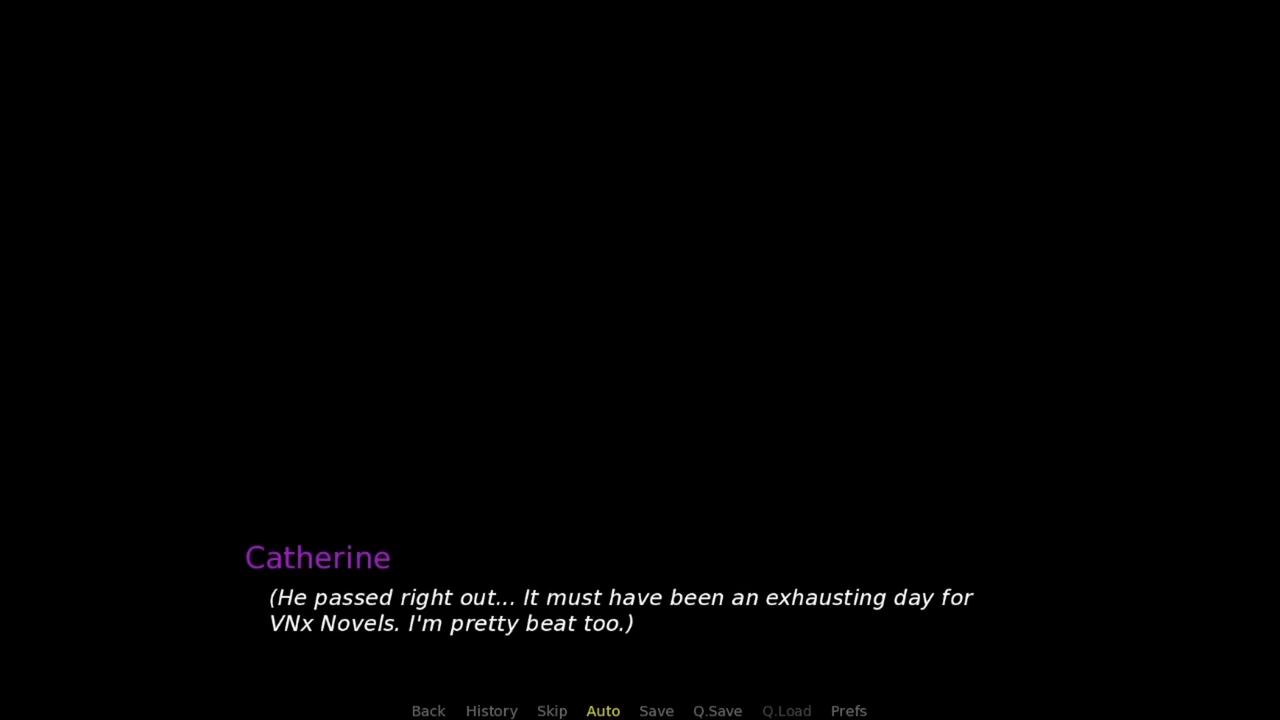 Catherine
(He passed right out... It must have been an exhausting day for
VNx Novels. I'm pretty beat too.)
Back History Skip Auto Save Q.Save Q.Load Prefs